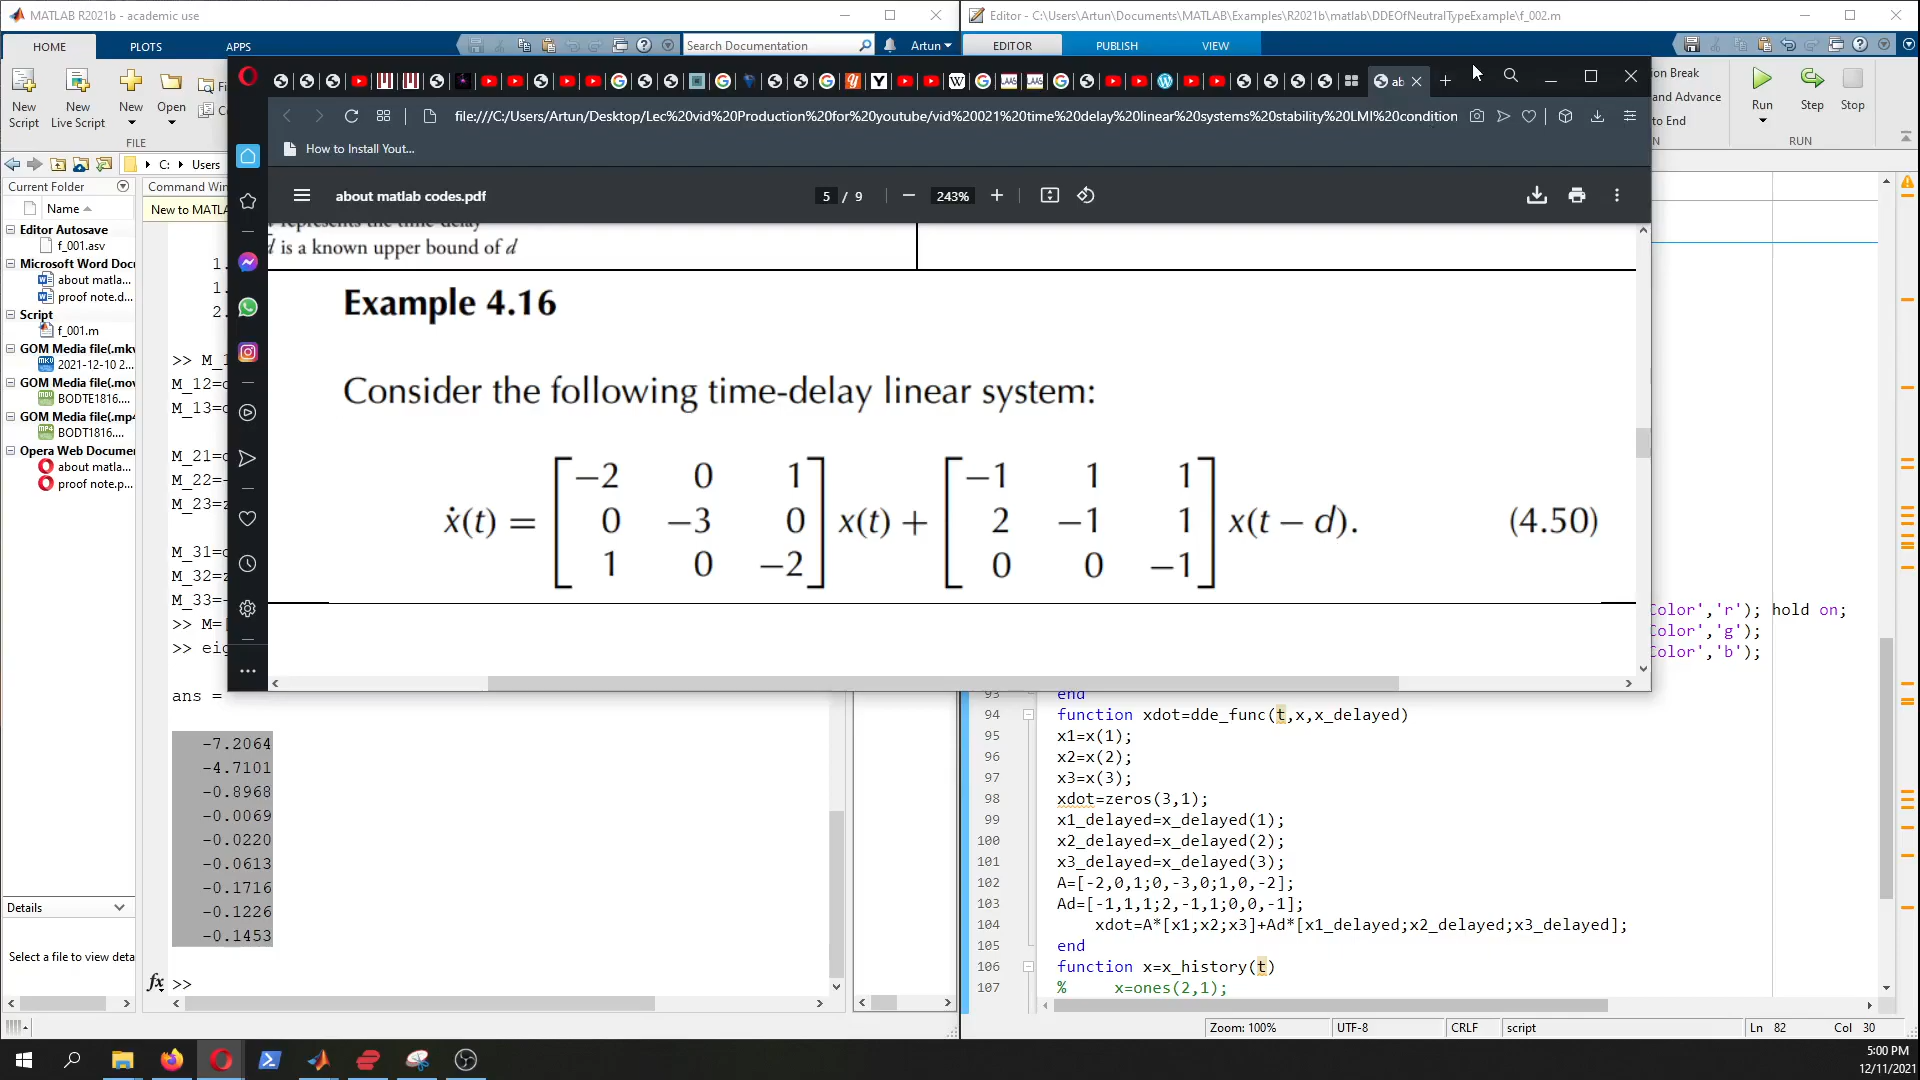 MATLAB R2021b - academic use
Editor - C:\Users\Artun\Documents\MATLAB\Examples\R2021b\matlab\DDEOfNeutralTypeExample\f_002.m
HOME
PLOTS
APPS
Search Documentation
Artun
EDITOR
PUBLISH
VIEW
New
Script
New
Live Script
New
Open
FILE
ab
Run
Step
Stop
and Advance
to End
RUN
file:///C:/Users/Artun/Desktop/Lec%20vid%20Production%20for%20youtube/vid%20021%20time%20delay%20linear%20systems%20stability%20LMI%20condition
How to Install Yout...
C:
Users
Current Folder
Name
Editor Autosave
f_001.asv
Microsoft Word Docu
about matla...
proof note.d...
Script
f_001.m
GOM Media file(.mkv
2021-12-10 2...
GOM Media file(.mov
BODTE1816....
GOM Media file(.mp4
BODT1816....
Opera Web Documen
about matla...
proof note.p...
Details
Select a file to view deta
about matlab codes.pdf
5 / 9
243%
represents the time delay
d is a known upper bound of d
Example 4.16
Consider the following time-delay linear system:
ẋ(t) = [−2 0 1; 0 −3 0; 1 0 −2] x(t) + [−1 1 1; 2 −1 1; 0 0 −1] x(t − d). (4.50)
Command Win
New to MATLA
1.
1.
2.
>> M_1
M_12=
M_13=
M_21=
M_22=-
M_23=z
M_31=
M_32=z
M_33=-
>> M=[
>> eig
ans =
-7.2064
-4.7101
-0.8968
-0.0069
-0.0220
-0.0613
-0.1716
-0.1226
-0.1453
fx >>
Color','r'); hold on;
Color','g');
Color','b');
93 end
94 function xdot=dde_func(t,x,x_delayed)
95 x1=x(1);
96 x2=x(2);
97 x3=x(3);
98 xdot=zeros(3,1);
99 x1_delayed=x_delayed(1);
100 x2_delayed=x_delayed(2);
101 x3_delayed=x_delayed(3);
102 A=[-2,0,1;0,-3,0;1,0,-2];
103 Ad=[-1,1,1;2,-1,1;0,0,-1];
104 xdot=A*[x1;x2;x3]+Ad*[x1_delayed;x2_delayed;x3_delayed];
105 end
106 function x=x_history(t)
107 % x=ones(2,1);
Zoom: 100%
UTF-8
CRLF
script
Ln 82
Col 30
5:00 PM
12/11/2021